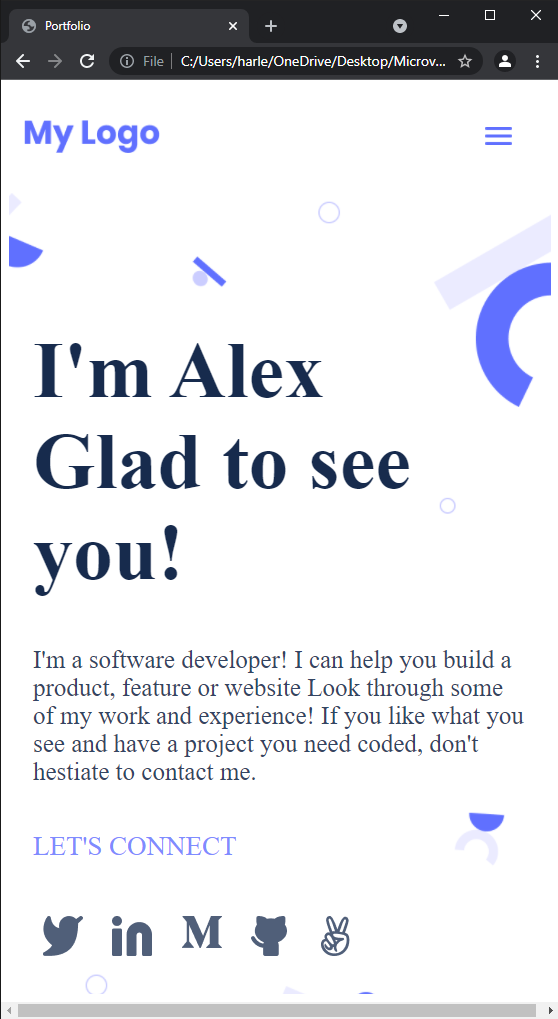 Portfolio
File
C:/Users/harle/OneDrive/Desktop/Microv...
My Logo
I'm Alex
Glad to see
you!
I'm a software developer! I can help you build a
product, feature or website Look through some
of my work and experience! If you like what you
see and have a project you need coded, don't
hestiate to contact me.
LET'S CONNECT